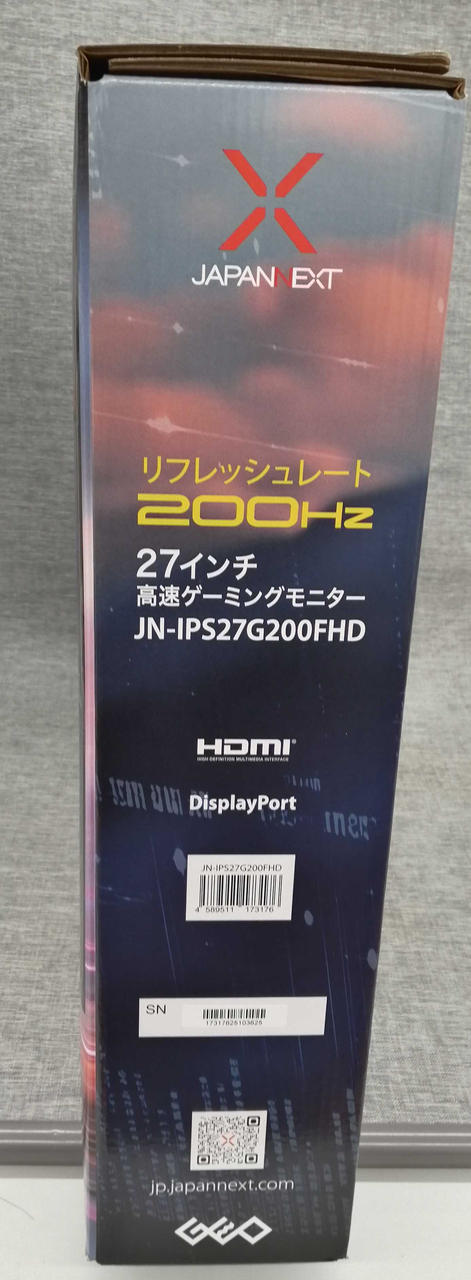 JAPANNEXT
リフレッシュレート
200Hz
27インチ
高速ゲーミングモニター
JN-IPS27G200FHD
HDMI®
HIGH-DEFINITION MULTIMEDIA INTERFACE
DisplayPort
JN-IPS27G200FHD
4 589511 173176
SN
17317625103625
jp.japannext.com
GEO